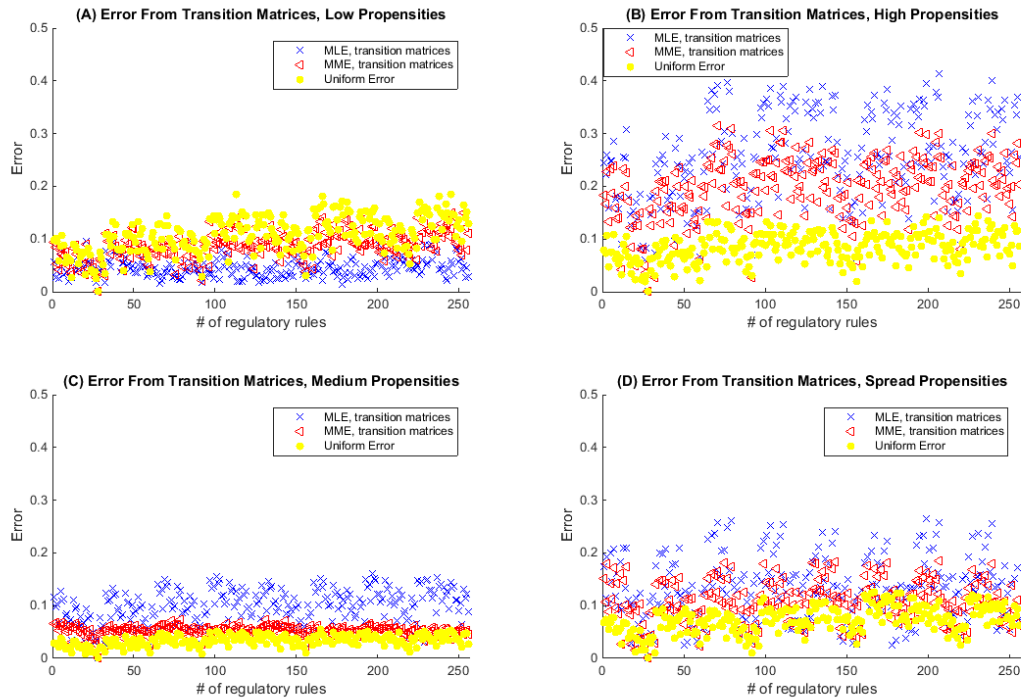 (A) Error From Transition Matrices, Low Propensities
0.5
0.4
0.3
0.2
0.1
0
Error
MLE, transition matrices
MME, transition matrices
Uniform Error
0 50 100 150 200 250
# of regulatory rules
(B) Error From Transition Matrices, High Propensities
0.5
0.4
0.3
0.2
0.1
0
Error
MLE, transition matrices
MME, transition matrices
Uniform Error
0 50 100 150 200 250
# of regulatory rules
(C) Error From Transition Matrices, Medium Propensities
0.5
0.4
0.3
0.2
0.1
0
Error
MLE, transition matrices
MME, transition matrices
Uniform Error
0 50 100 150 200 250
# of regulatory rules
(D) Error From Transition Matrices, Spread Propensities
0.5
0.4
0.3
0.2
0.1
0
Error
MLE, transition matrices
MME, transition matrices
Uniform Error
0 50 100 150 200 250
# of regulatory rules